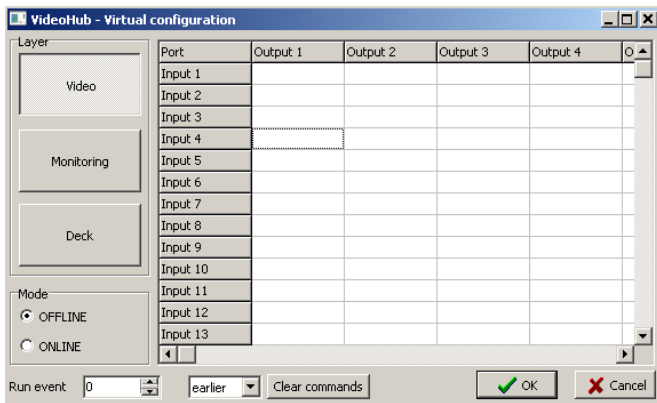 VideoHub - Virtual configuration
Layer
Video
Monitoring
Deck
Mode
OFFLINE
ONLINE
Port Output 1 Output 2 Output 3 Output 4 O
Input 1
Input 2
Input 3
Input 4
Input 5
Input 6
Input 7
Input 8
Input 9
Input 10
Input 11
Input 12
Input 13
Run event 0 earlier Clear commands OK Cancel